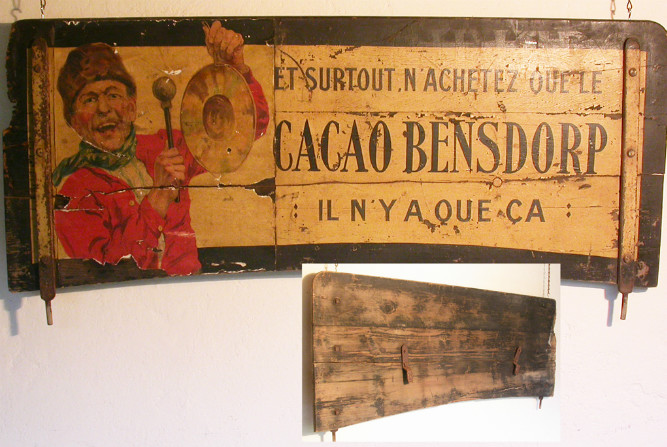 ET SURTOUT, N'ACHETEZ QUE LE
CACAO BENSDORP
IL N'Y A QUE ÇA